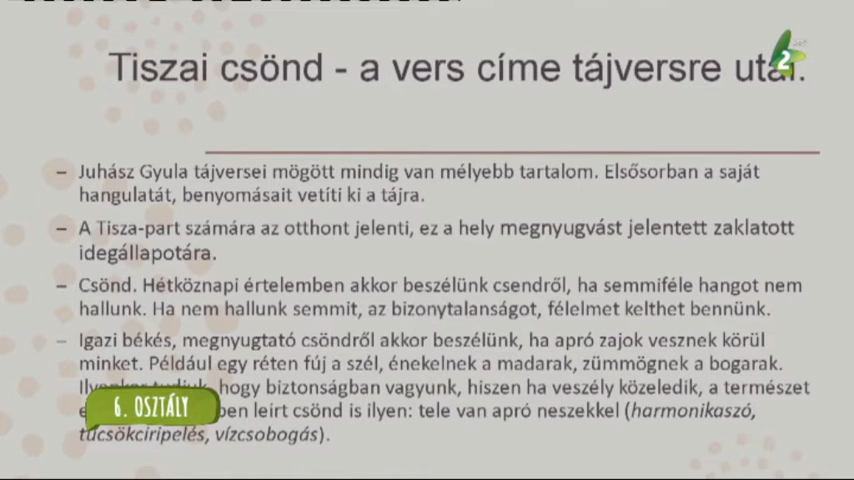 Tiszai csönd - a vers címe tájversre utal.
2
– Juhász Gyula tájversei mögött mindig van mélyebb tartalom. Elsősorban a saját
hangulatát, benyomásait vetíti ki a tájra.
– A Tisza-part számára az otthont jelenti, ez a hely megnyugvást jelentett zaklatott
idegállapotára.
– Csönd. Hétköznapi értelemben akkor beszélünk csendről, ha semmiféle hangot nem
hallunk. Ha nem hallunk semmit, az bizonytalanságot, félelmet kelthet bennünk.
– Igazi békés, megnyugtató csöndről akkor beszélünk, ha apró zajok vesznek körül
minket. Például egy réten fúj a szél, énekelnek a madarak, zümmögnek a bogarak.
hogy biztonságban vagyunk, hiszen ha veszély közeledik, a természet
leírt csönd is ilyen: tele van apró neszekkel (harmonikaszó,
tücsökciripelés, vízcsobogás).
6. OSZTÁLY